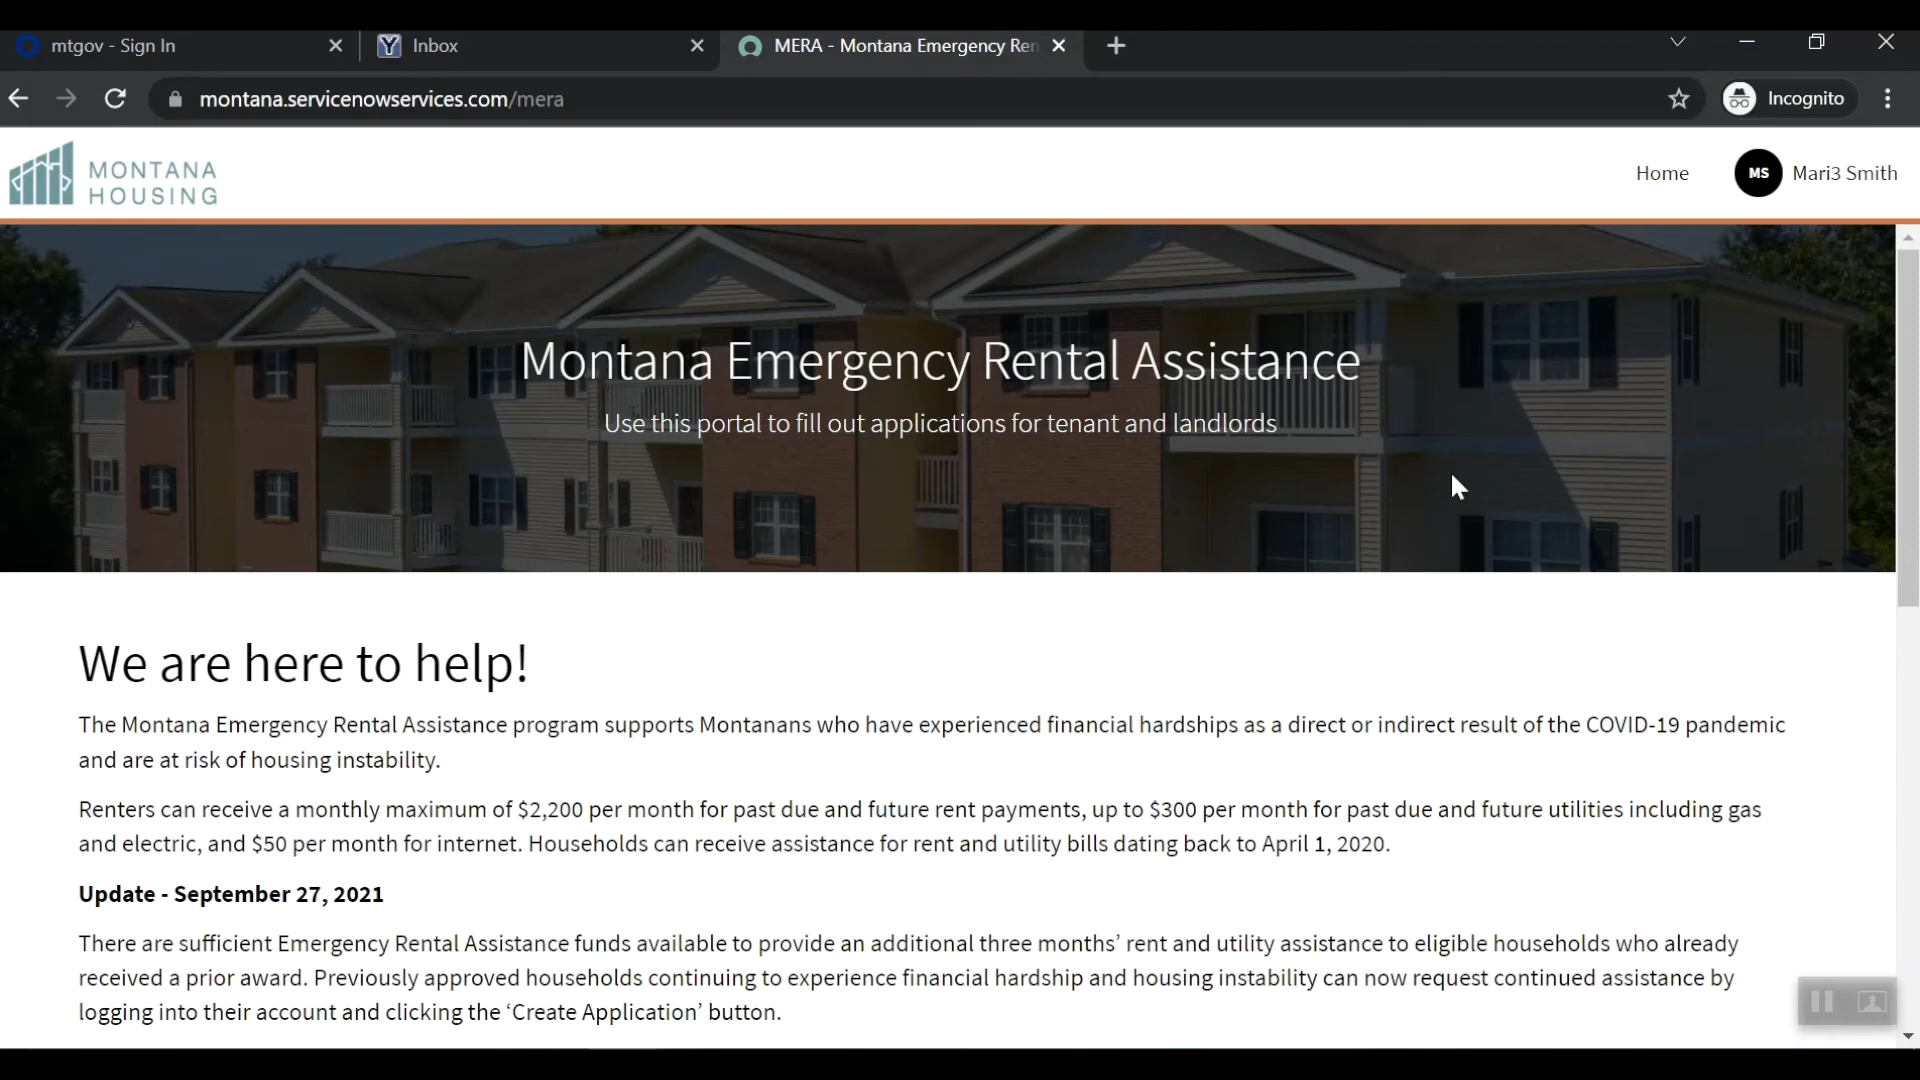 mtgov - Sign In
Inbox
MERA - Montana Emergency Ren
montana.servicenowservices.com/mera
Incognito
MONTANA
HOUSING
Home
MS
Mari3 Smith
Montana Emergency Rental Assistance
Use this portal to fill out applications for tenant and landlords
We are here to help!
The Montana Emergency Rental Assistance program supports Montanans who have experienced financial hardships as a direct or indirect result of the COVID-19 pandemic
and are at risk of housing instability.
Renters can receive a monthly maximum of $2,200 per month for past due and future rent payments, up to $300 per month for past due and future utilities including gas
and electric, and $50 per month for internet. Households can receive assistance for rent and utility bills dating back to April 1, 2020.
Update - September 27, 2021
There are sufficient Emergency Rental Assistance funds available to provide an additional three months’ rent and utility assistance to eligible households who already
received a prior award. Previously approved households continuing to experience financial hardship and housing instability can now request continued assistance by
logging into their account and clicking the ‘Create Application’ button.